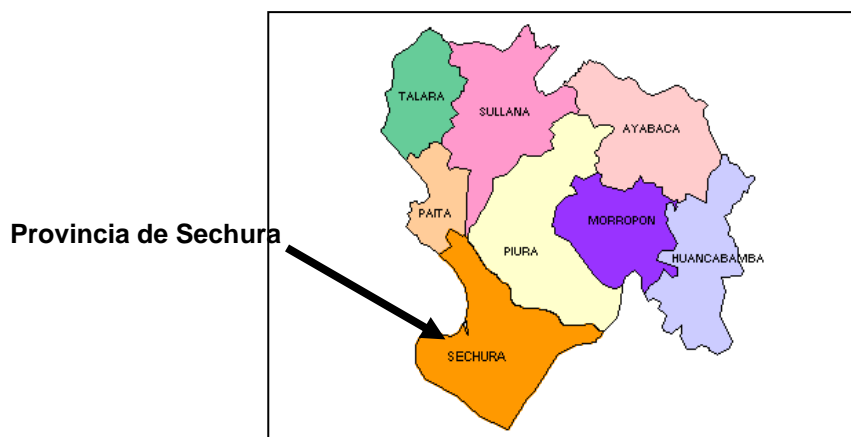 TALARA
SULLANA
AYABACA
PAITA
MORROPON
Provincia de Sechura
PIURA
HUANCABAMBA
SECHURA